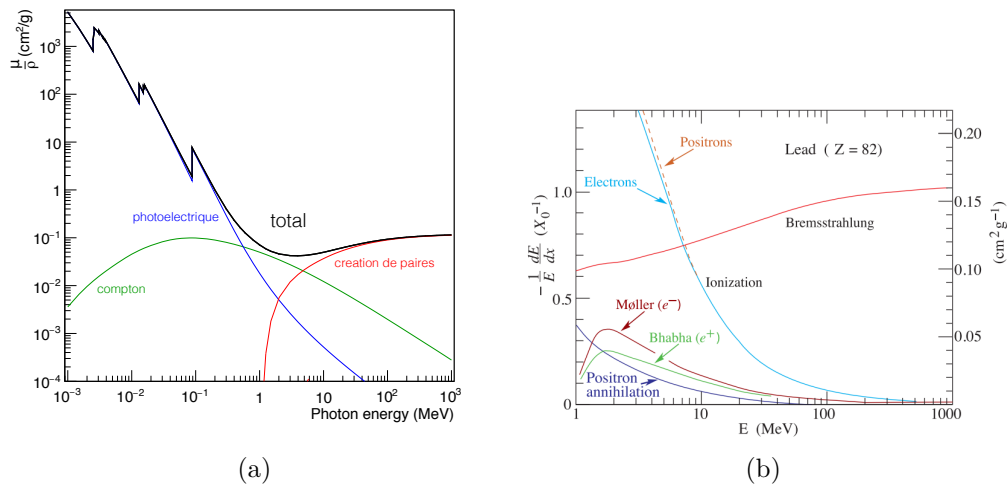 μ/ρ (cm²/g)
10³
10²
10
1
10⁻¹
10⁻²
10⁻³
10⁻⁴
photoelectrique
total
compton
creation de paires
10⁻³ 10⁻² 10⁻¹ 1 10 10² 10³
Photon energy (MeV)
(a)
Positrons
Lead ( Z = 82)
Electrons
Bremsstrahlung
Ionization
Møller (e⁻)
Bhabha (e⁺)
Positron
annihilation
− 1/E dE/dx (X₀⁻¹)
1.0
0.5
0
0.20
0.15
0.10
0.05
(cm² g⁻¹)
1 10 100 1000
E (MeV)
(b)